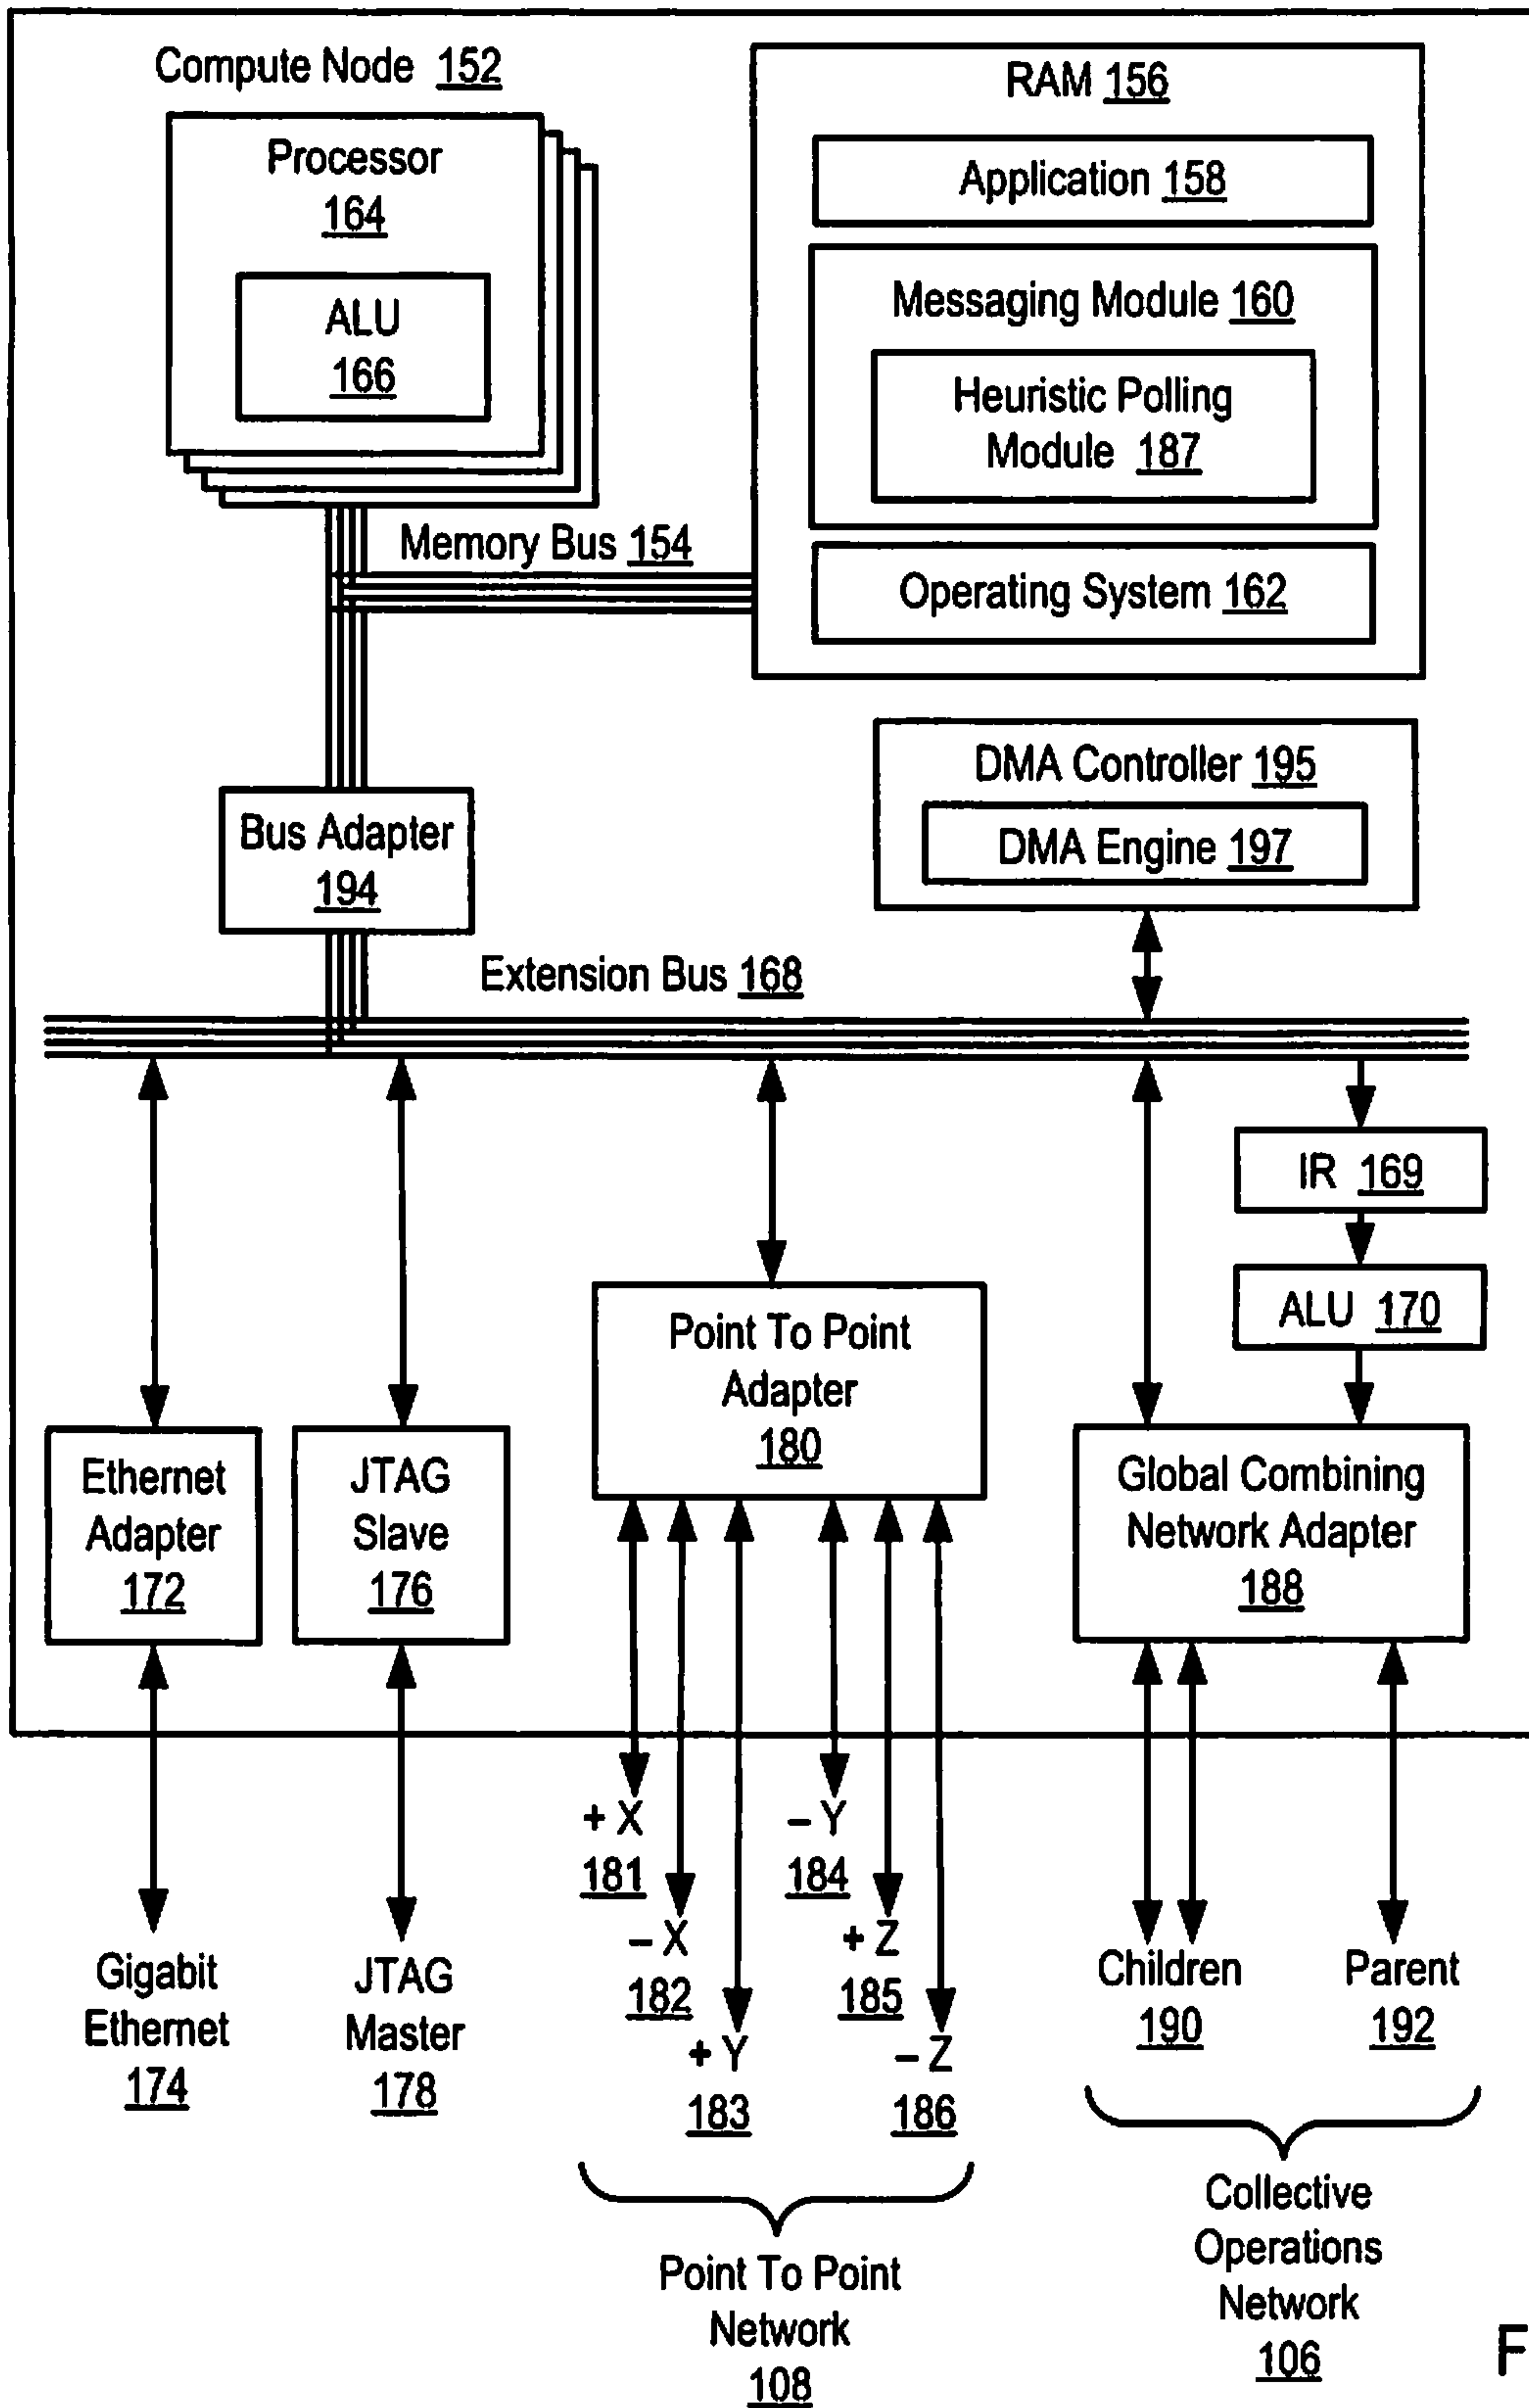 Compute Node 152
Processor
164
ALU
166
RAM 156
Application 158
Messaging Module 160
Heuristic Polling
Module 187
Operating System 162
Memory Bus 154
DMA Controller 195
DMA Engine 197
Bus Adapter
194
Extension Bus 168
IR 169
ALU 170
Point To Point
Adapter
180
Ethernet
Adapter
172
JTAG
Slave
176
Global Combining
Network Adapter
188
+ X
181
– X
182
+ Y
183
– Y
184
+ Z
185
– Z
186
Gigabit
Ethernet
174
JTAG
Master
178
Children
190
Parent
192
Point To Point
Network
108
Collective
Operations
Network
106
F